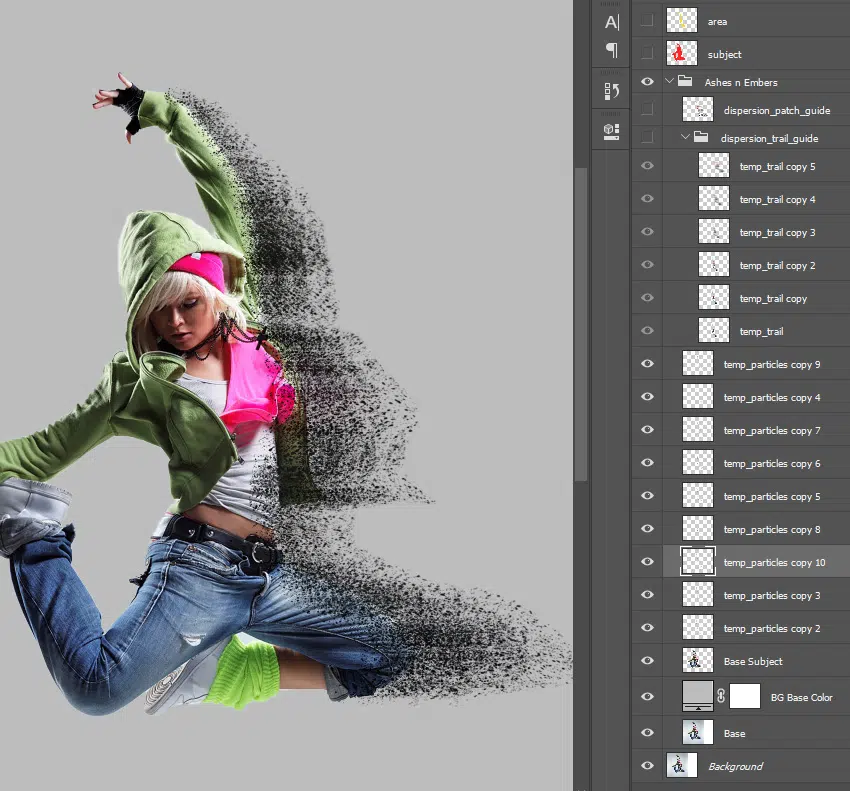 A
area
subject
Ashes n Embers
dispersion_patch_guide
dispersion_trail_guide
temp_trail copy 5
temp_trail copy 4
temp_trail copy 3
temp_trail copy 2
temp_trail copy
temp_trail
temp_particles copy 9
temp_particles copy 4
temp_particles copy 7
temp_particles copy 6
temp_particles copy 5
temp_particles copy 8
temp_particles copy 10
temp_particles copy 3
temp_particles copy 2
Base Subject
BG Base Color
Base
Background